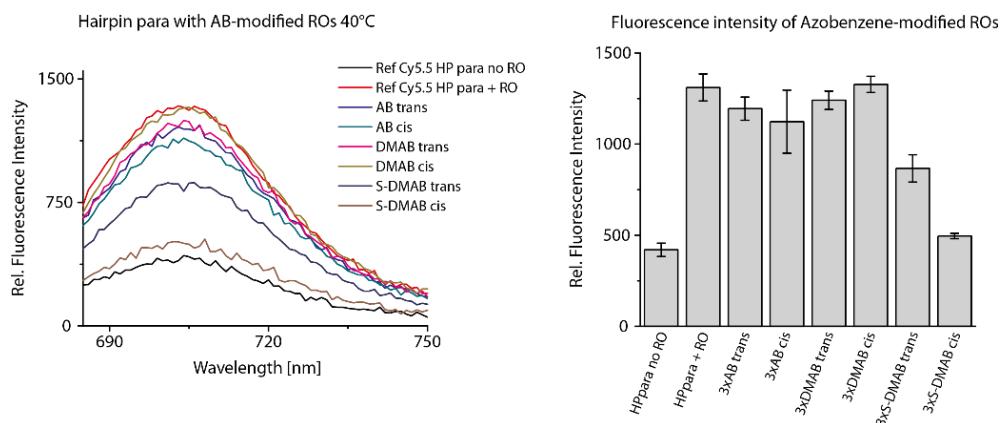 Hairpin para with AB-modified ROs 40°C
Rel. Fluorescence Intensity
1500
750
0
690
720
750
Wavelength [nm]
Ref Cy5.5 HP para no RO
Ref Cy5.5 HP para + RO
AB trans
AB cis
DMAB trans
DMAB cis
S-DMAB trans
S-DMAB cis
Fluorescence intensity of Azobenzene-modified ROs
Rel. Fluorescence Intensity
1500
1000
500
0
HPpara no RO
HPpara + RO
3xAB trans
3xAB cis
3xDMAB trans
3xDMAB cis
3xS-DMAB trans
3xS-DMAB cis